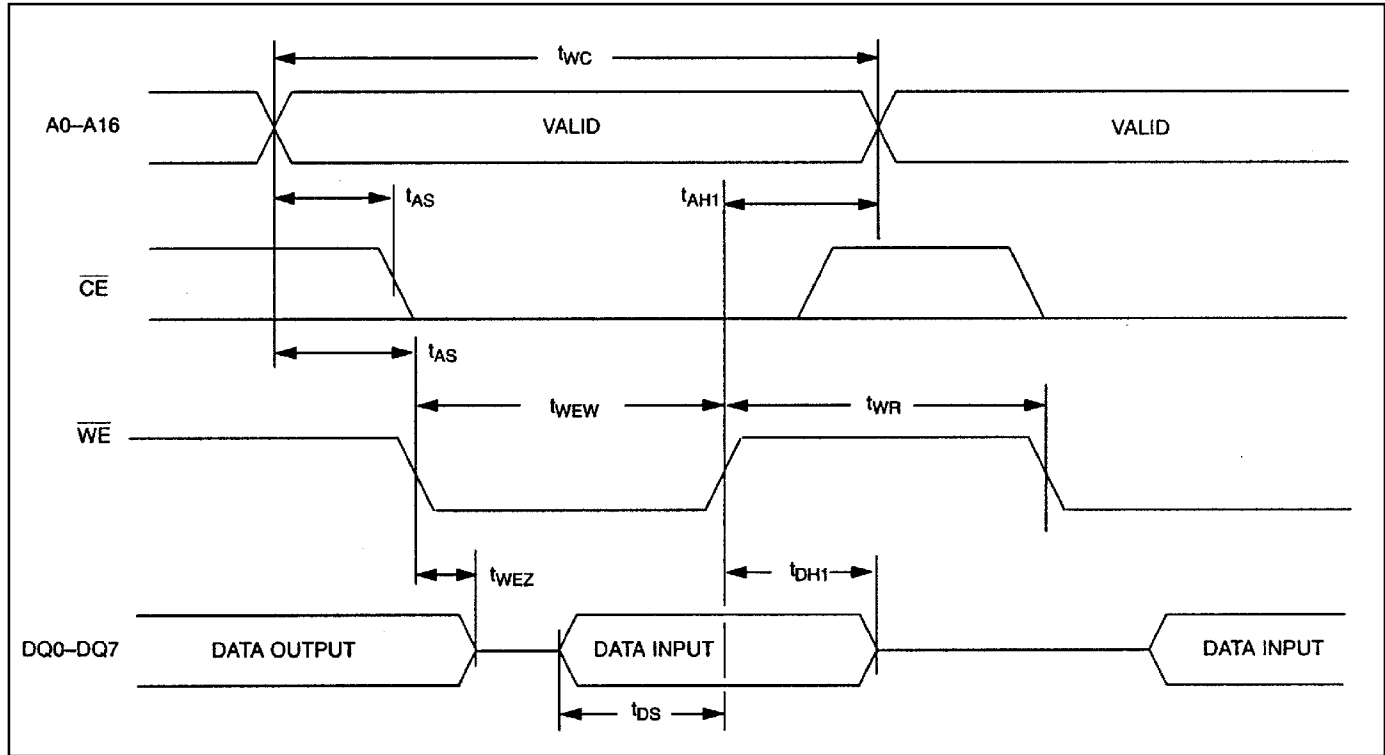 tWC
A0–A16 VALID VALID
tAS tAH1
CE
tAS
tWEW tWR
WE
tWEZ tDH1
DQ0–DQ7 DATA OUTPUT DATA INPUT DATA INPUT
tDS